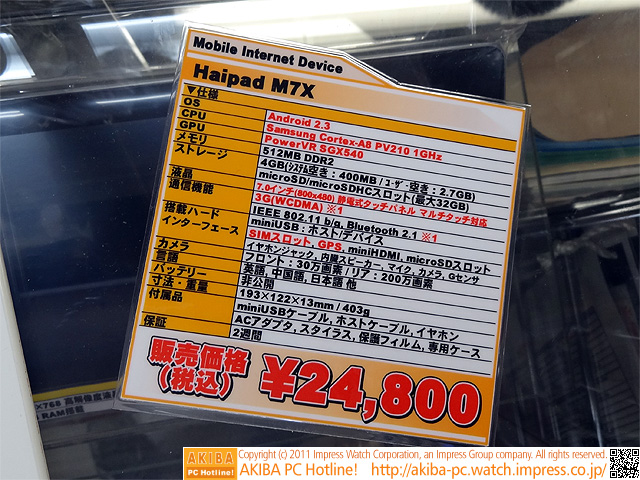 Mobile Internet Device
Haipad M7X
▼仕様
OS Android 2.3
CPU Samsung Cortex-A8 PV210 1GHz
GPU PowerVR SGX540
メモリ 512MB DDR2
ストレージ 4GB(システム空き：400MB / ユーザー空き：2.7GB)
microSD/microSDHCスロット(最大32GB)
液晶 7.0インチ(800x480) 静電式タッチパネル マルチタッチ対応
通信機能 3G(WCDMA) ※1
IEEE 802.11 b/g, Bluetooth 2.1 ※1
搭載ハード miniUSB：ホスト/デバイス
インターフェース SIMスロット, GPS, miniHDMI, microSDスロット
イヤホンジャック, 内臓スピーカー, マイク, カメラ, Gセンサ
カメラ フロント：30万画素 / リア：200万画素
言語 英語, 中国語, 日本語 他
バッテリー 非公開
寸法・重量 193×122×13mm / 403g
付属品 miniUSBケーブル, ホストケーブル, イヤホン
ACアダプタ, スタイラス, 保護フィルム, 専用ケース
保証 2週間
販売価格
(税込) ¥24,800
×768 高解像度液
RAM搭載
AKIBA
PC Hotline!
Copyright (c) 2011 Impress Watch Corporation, an Impress Group company. All rights reserved.
AKIBA PC Hotline! http://akiba-pc.watch.impress.co.jp/